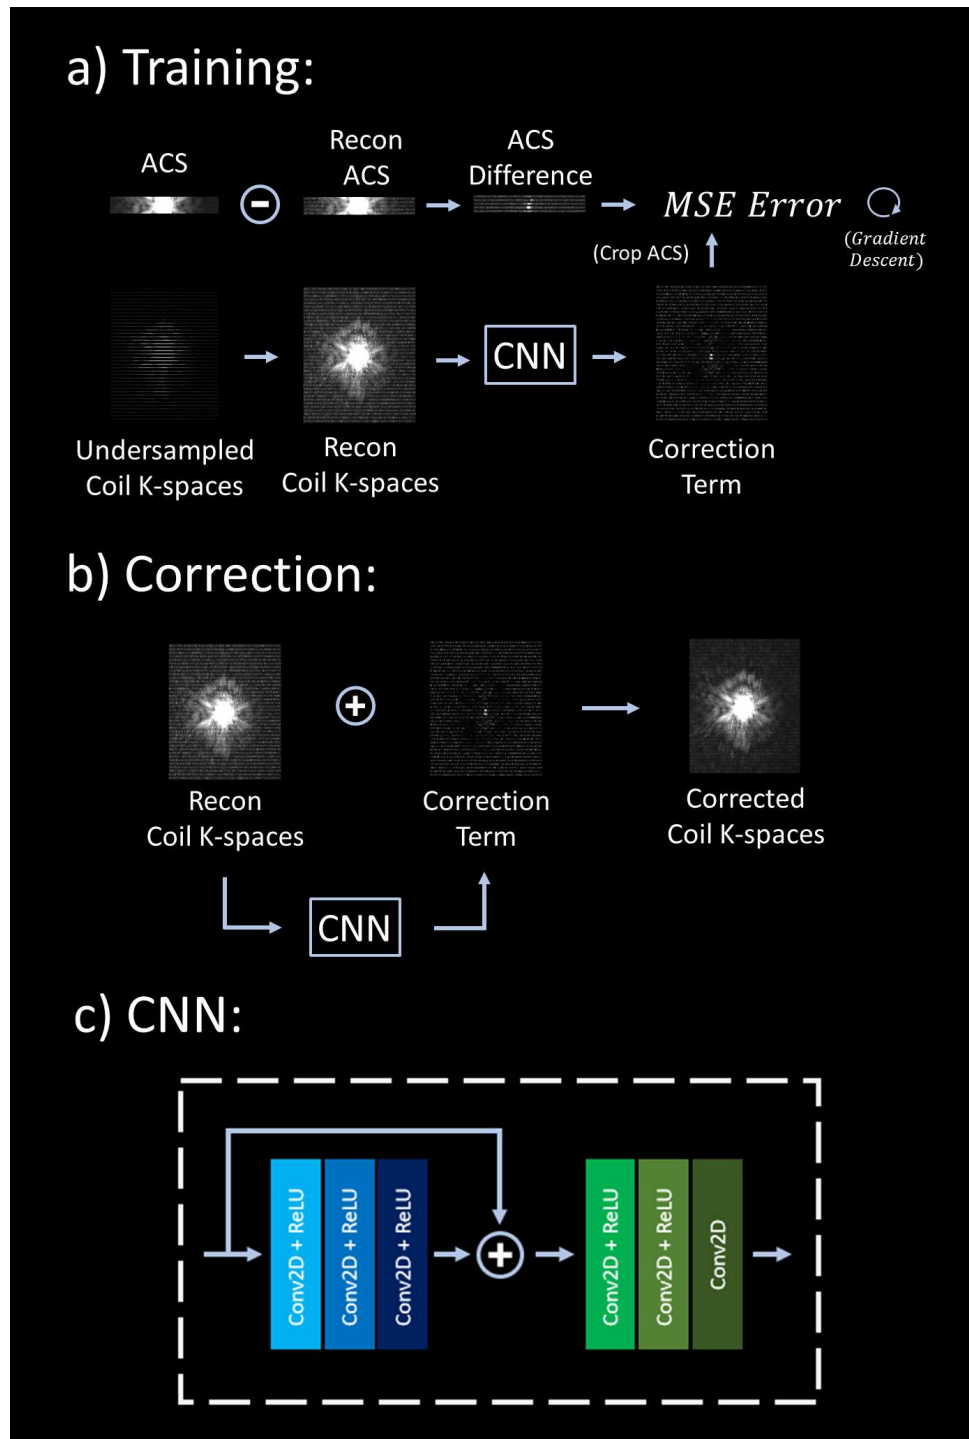 a) Training:
ACS
Recon
ACS
ACS
Difference
MSE Error
(Gradient
Descent)
(Crop ACS)
CNN
Undersampled
Coil K-spaces
Recon
Coil K-spaces
Correction
Term
b) Correction:
Recon
Coil K-spaces
Correction
Term
Corrected
Coil K-spaces
CNN
c) CNN:
Conv2D + ReLU
Conv2D + ReLU
Conv2D + ReLU
Conv2D + ReLU
Conv2D + ReLU
Conv2D